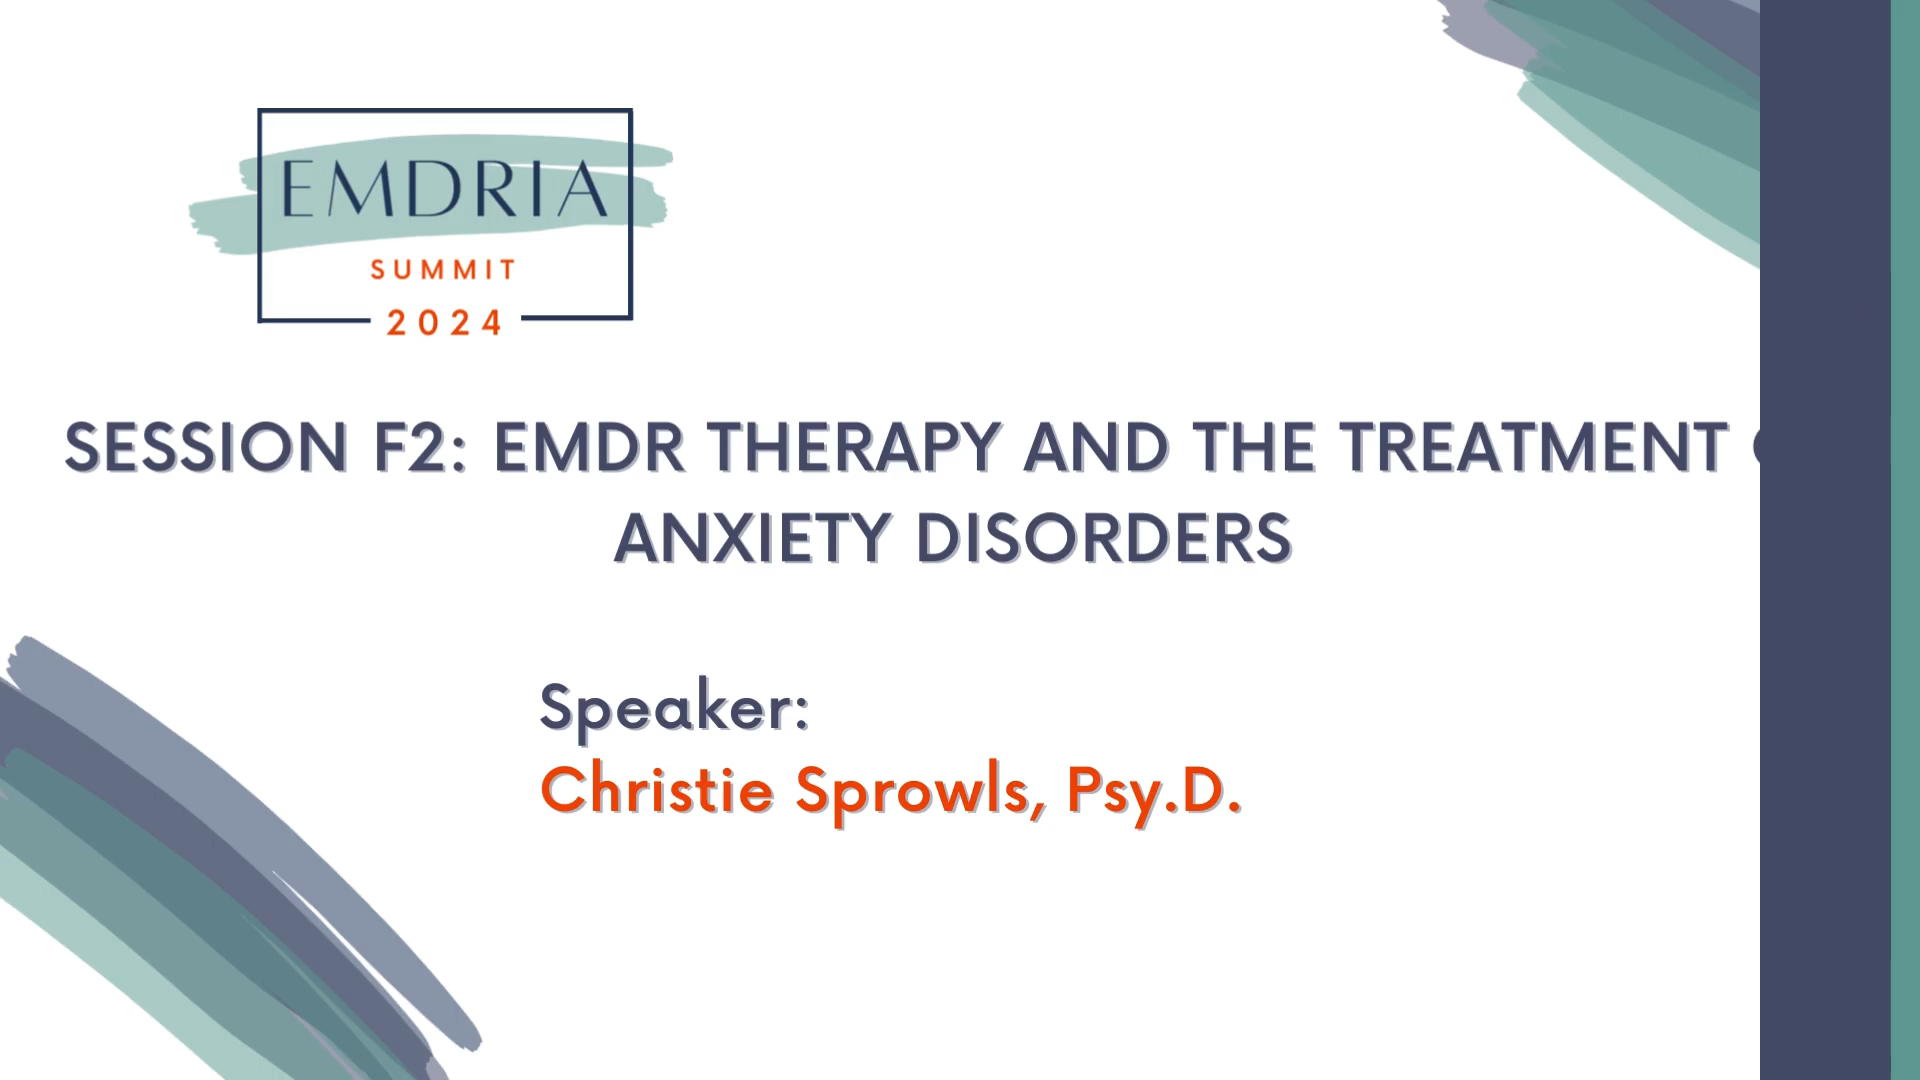 EMDRIA
SUMMIT
2024
SESSION F2: EMDR THERAPY AND THE TREATMENT
ANXIETY DISORDERS
Speaker:
Christie Sprowls, Psy.D.